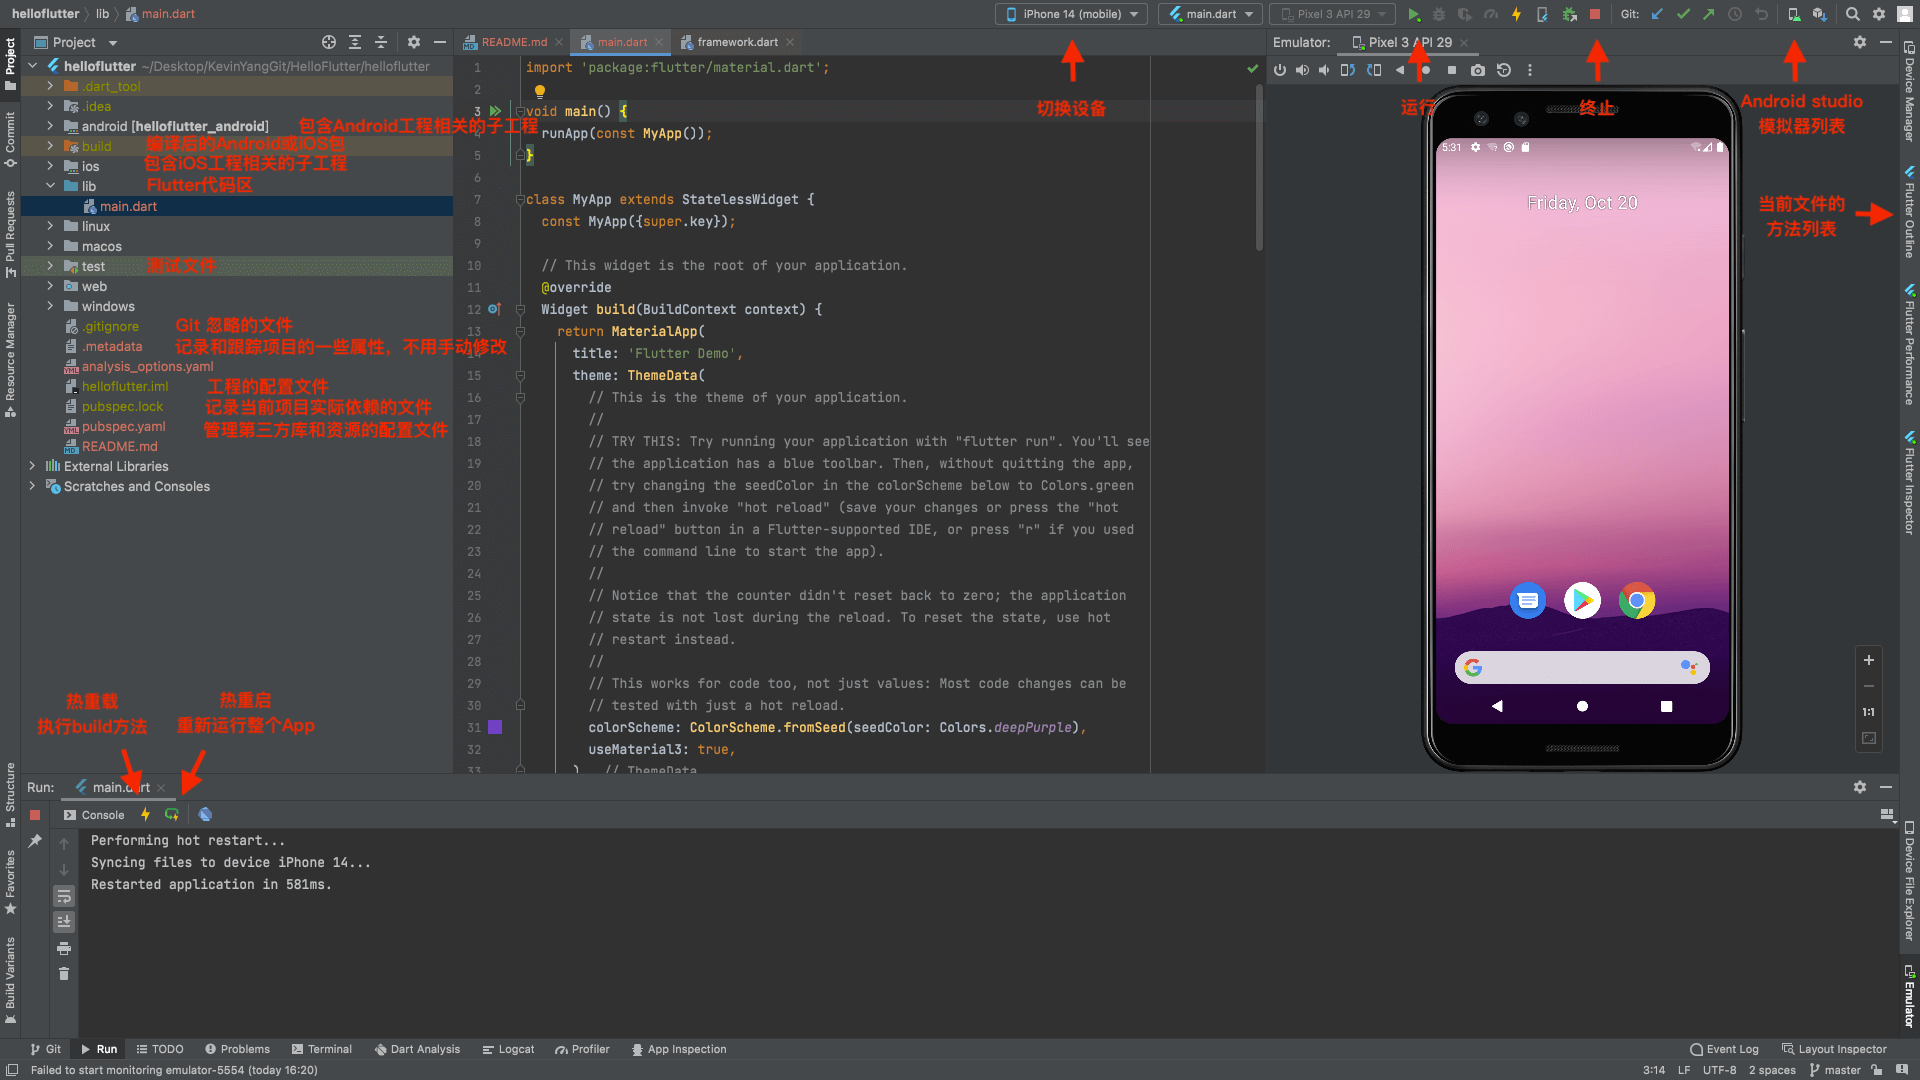 helloflutter lib main.dart
iPhone 14 (mobile) main.dart Pixel 3 API 29 Git:
Project
README.md main.dart framework.dart
Emulator: Pixel 3 API 29
helloflutter ~/Desktop/KevinYangGit/HelloFlutter/helloflutter
.dart_tool
.idea
android [helloflutter_android] 包含Android工程相关的子工程
build 编译后的Android或iOS包
ios 包含iOS工程相关的子工程
lib Flutter代码区
main.dart
linux
macos
test 测试文件
web
windows
.gitignore Git 忽略的文件
.metadata 记录和跟踪项目的一些属性，不用手动修改
analysis_options.yaml
helloflutter.iml 工程的配置文件
pubspec.lock 记录当前项目实际依赖的文件
pubspec.yaml 管理第三方库和资源的配置文件
README.md
External Libraries
Scratches and Consoles
Project
Commit
Pull Requests
Resource Manager
Structure
Favorites
Build Variants
1 import 'package:flutter/material.dart';
2
3 void main() {
runApp(const MyApp());
5 }
6
7 class MyApp extends StatelessWidget {
8 const MyApp({super.key});
9
10 // This widget is the root of your application.
11 @override
12 Widget build(BuildContext context) {
13 return MaterialApp(
title: 'Flutter Demo',
15 theme: ThemeData(
16 // This is the theme of your application.
17 //
18 // TRY THIS: Try running your application with "flutter run". You'll see
19 // the application has a blue toolbar. Then, without quitting the app,
20 // try changing the seedColor in the colorScheme below to Colors.green
21 // and then invoke "hot reload" (save your changes or press the "hot
22 // reload" button in a Flutter-supported IDE, or press "r" if you used
23 // the command line to start the app).
24 //
25 // Notice that the counter didn't reset back to zero; the application
26 // state is not lost during the reload. To reset the state, use hot
27 // restart instead.
28 //
29 // This works for code too, not just values: Most code changes can be
30 // tested with just a hot reload.
31 colorScheme: ColorScheme.fromSeed(seedColor: Colors.deepPurple),
32 useMaterial3: true,
33 ) // ThemeData
切换设备
运行
终止
Android studio
模拟器列表
当前文件的
方法列表
5:31
Friday, Oct 20
1:1
Device Manager
Flutter Outline
Flutter Performance
Flutter Inspector
Device File Explorer
Emulator
热重载
执行build方法
热重启
重新运行整个App
Run: main.dart
Console
Performing hot restart...
Syncing files to device iPhone 14...
Restarted application in 581ms.
Git Run TODO Problems Terminal Dart Analysis Logcat Profiler App Inspection Event Log Layout Inspector
Failed to start monitoring emulator-5554 (today 16:20) 3:14 LF UTF-8 2 spaces master